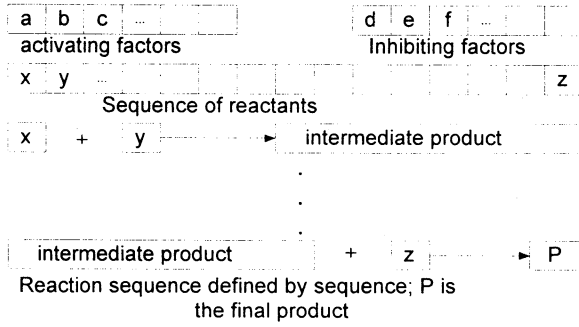 a b c ... d e f ...
activating factors Inhibiting factors
x y ... z
Sequence of reactants
x + y intermediate product
intermediate product + z P
Reaction sequence defined by sequence; P is
the final product